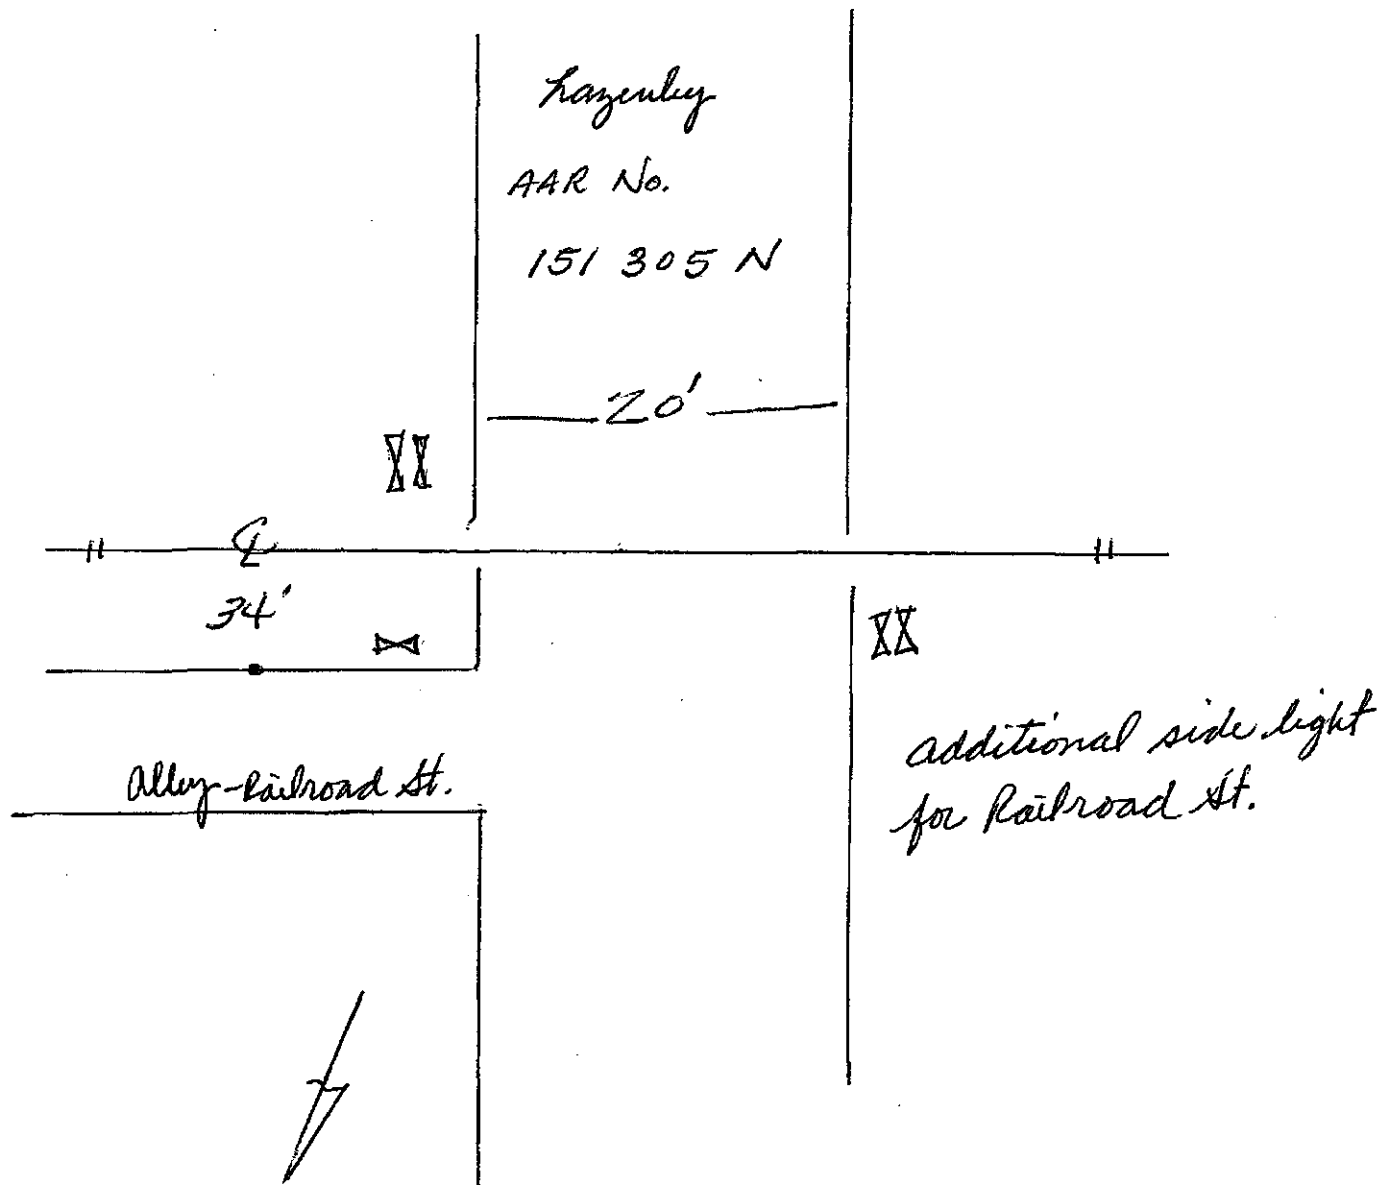 Lazenby
AAR No.
151 305 N
20'
℄
34'
Alley-Railroad St.
additional side light
for Railroad St.